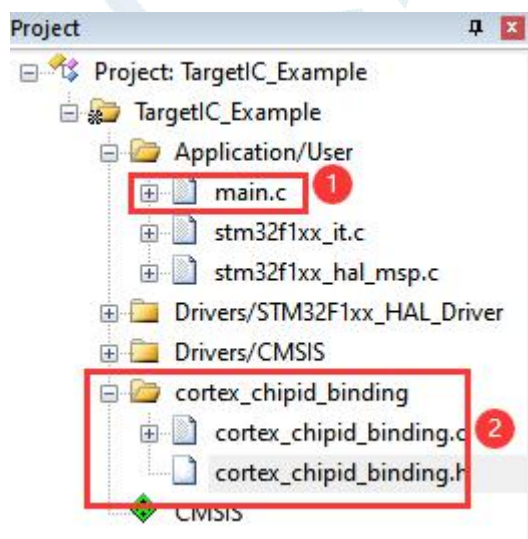 Project
Project: TargetIC_Example
TargetIC_Example
Application/User
main.c 1
stm32f1xx_it.c
stm32f1xx_hal_msp.c
Drivers/STM32F1xx_HAL_Driver
Drivers/CMSIS
cortex_chipid_binding
cortex_chipid_binding.c 2
cortex_chipid_binding.h
CMSIS